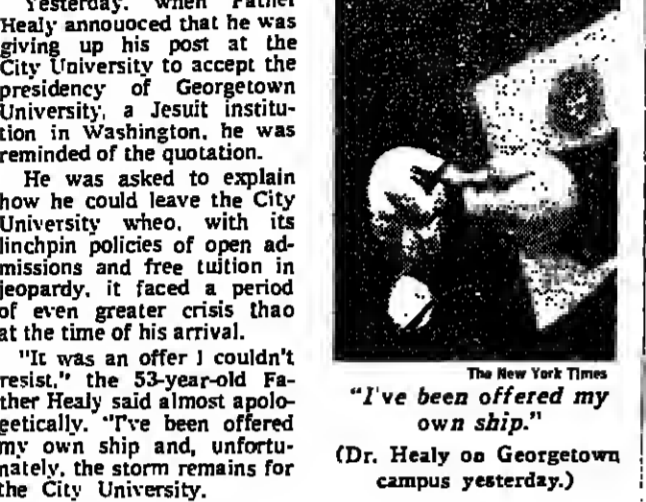 Yesterday, when Father
Healy annouoced that he was
giving up his post at the
City University to accept the
presidency of Georgetown
University, a Jesuit institu-
tion in Washington, he was
reminded of the quotation.
He was asked to explain
how he could leave the City
University wheo, with its
linchpin policies of open ad-
missions and free tuition in
jeopardy, it faced a period
of even greater crisis thao
at the time of his arrival.
"It was an offer I couldn't
resist," the 53-year-old Fa-
ther Healy said almost apolo-
getically. "I've been offered
my own ship and, unfortu-
nately, the storm remains for
the City University.
The New York Times
"I've been offered my
own ship."
(Dr. Healy oo Georgetown
campus yesterday.)